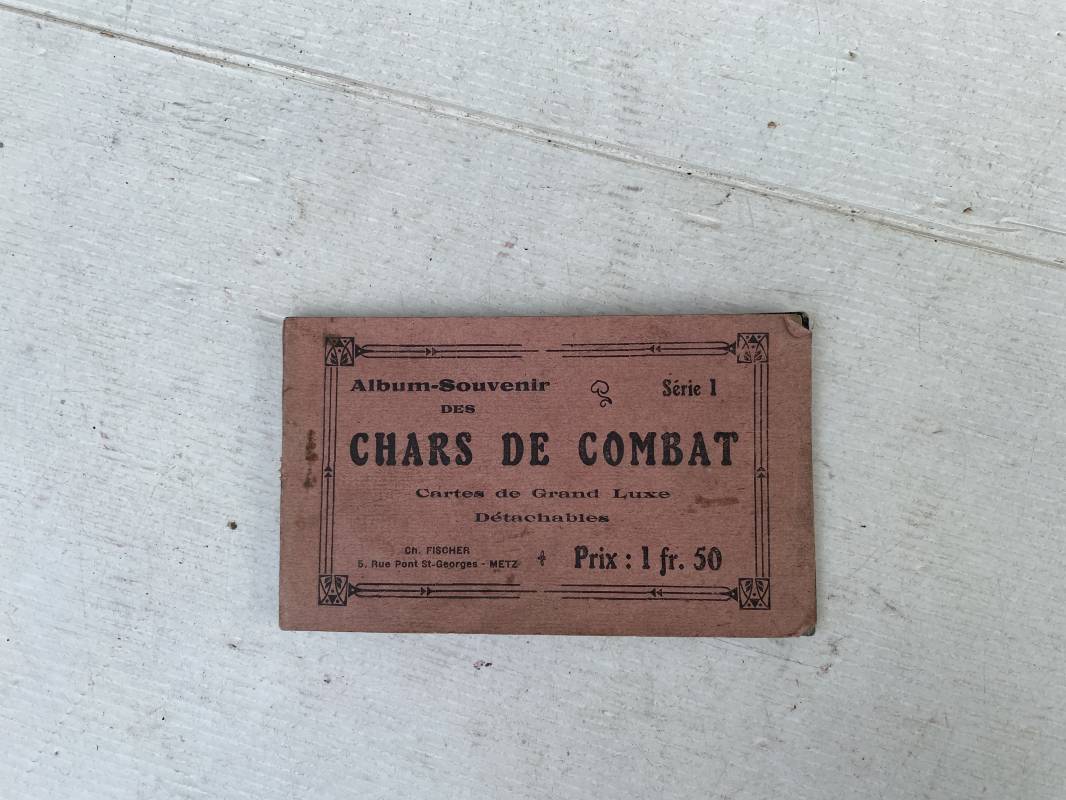 Album-Souvenir Série 1
DES
CHARS DE COMBAT
Cartes de Grand Luxe
Détachables
Ch. FISCHER
5, Rue Pont St-Georges - METZ
Prix : 1 fr. 50